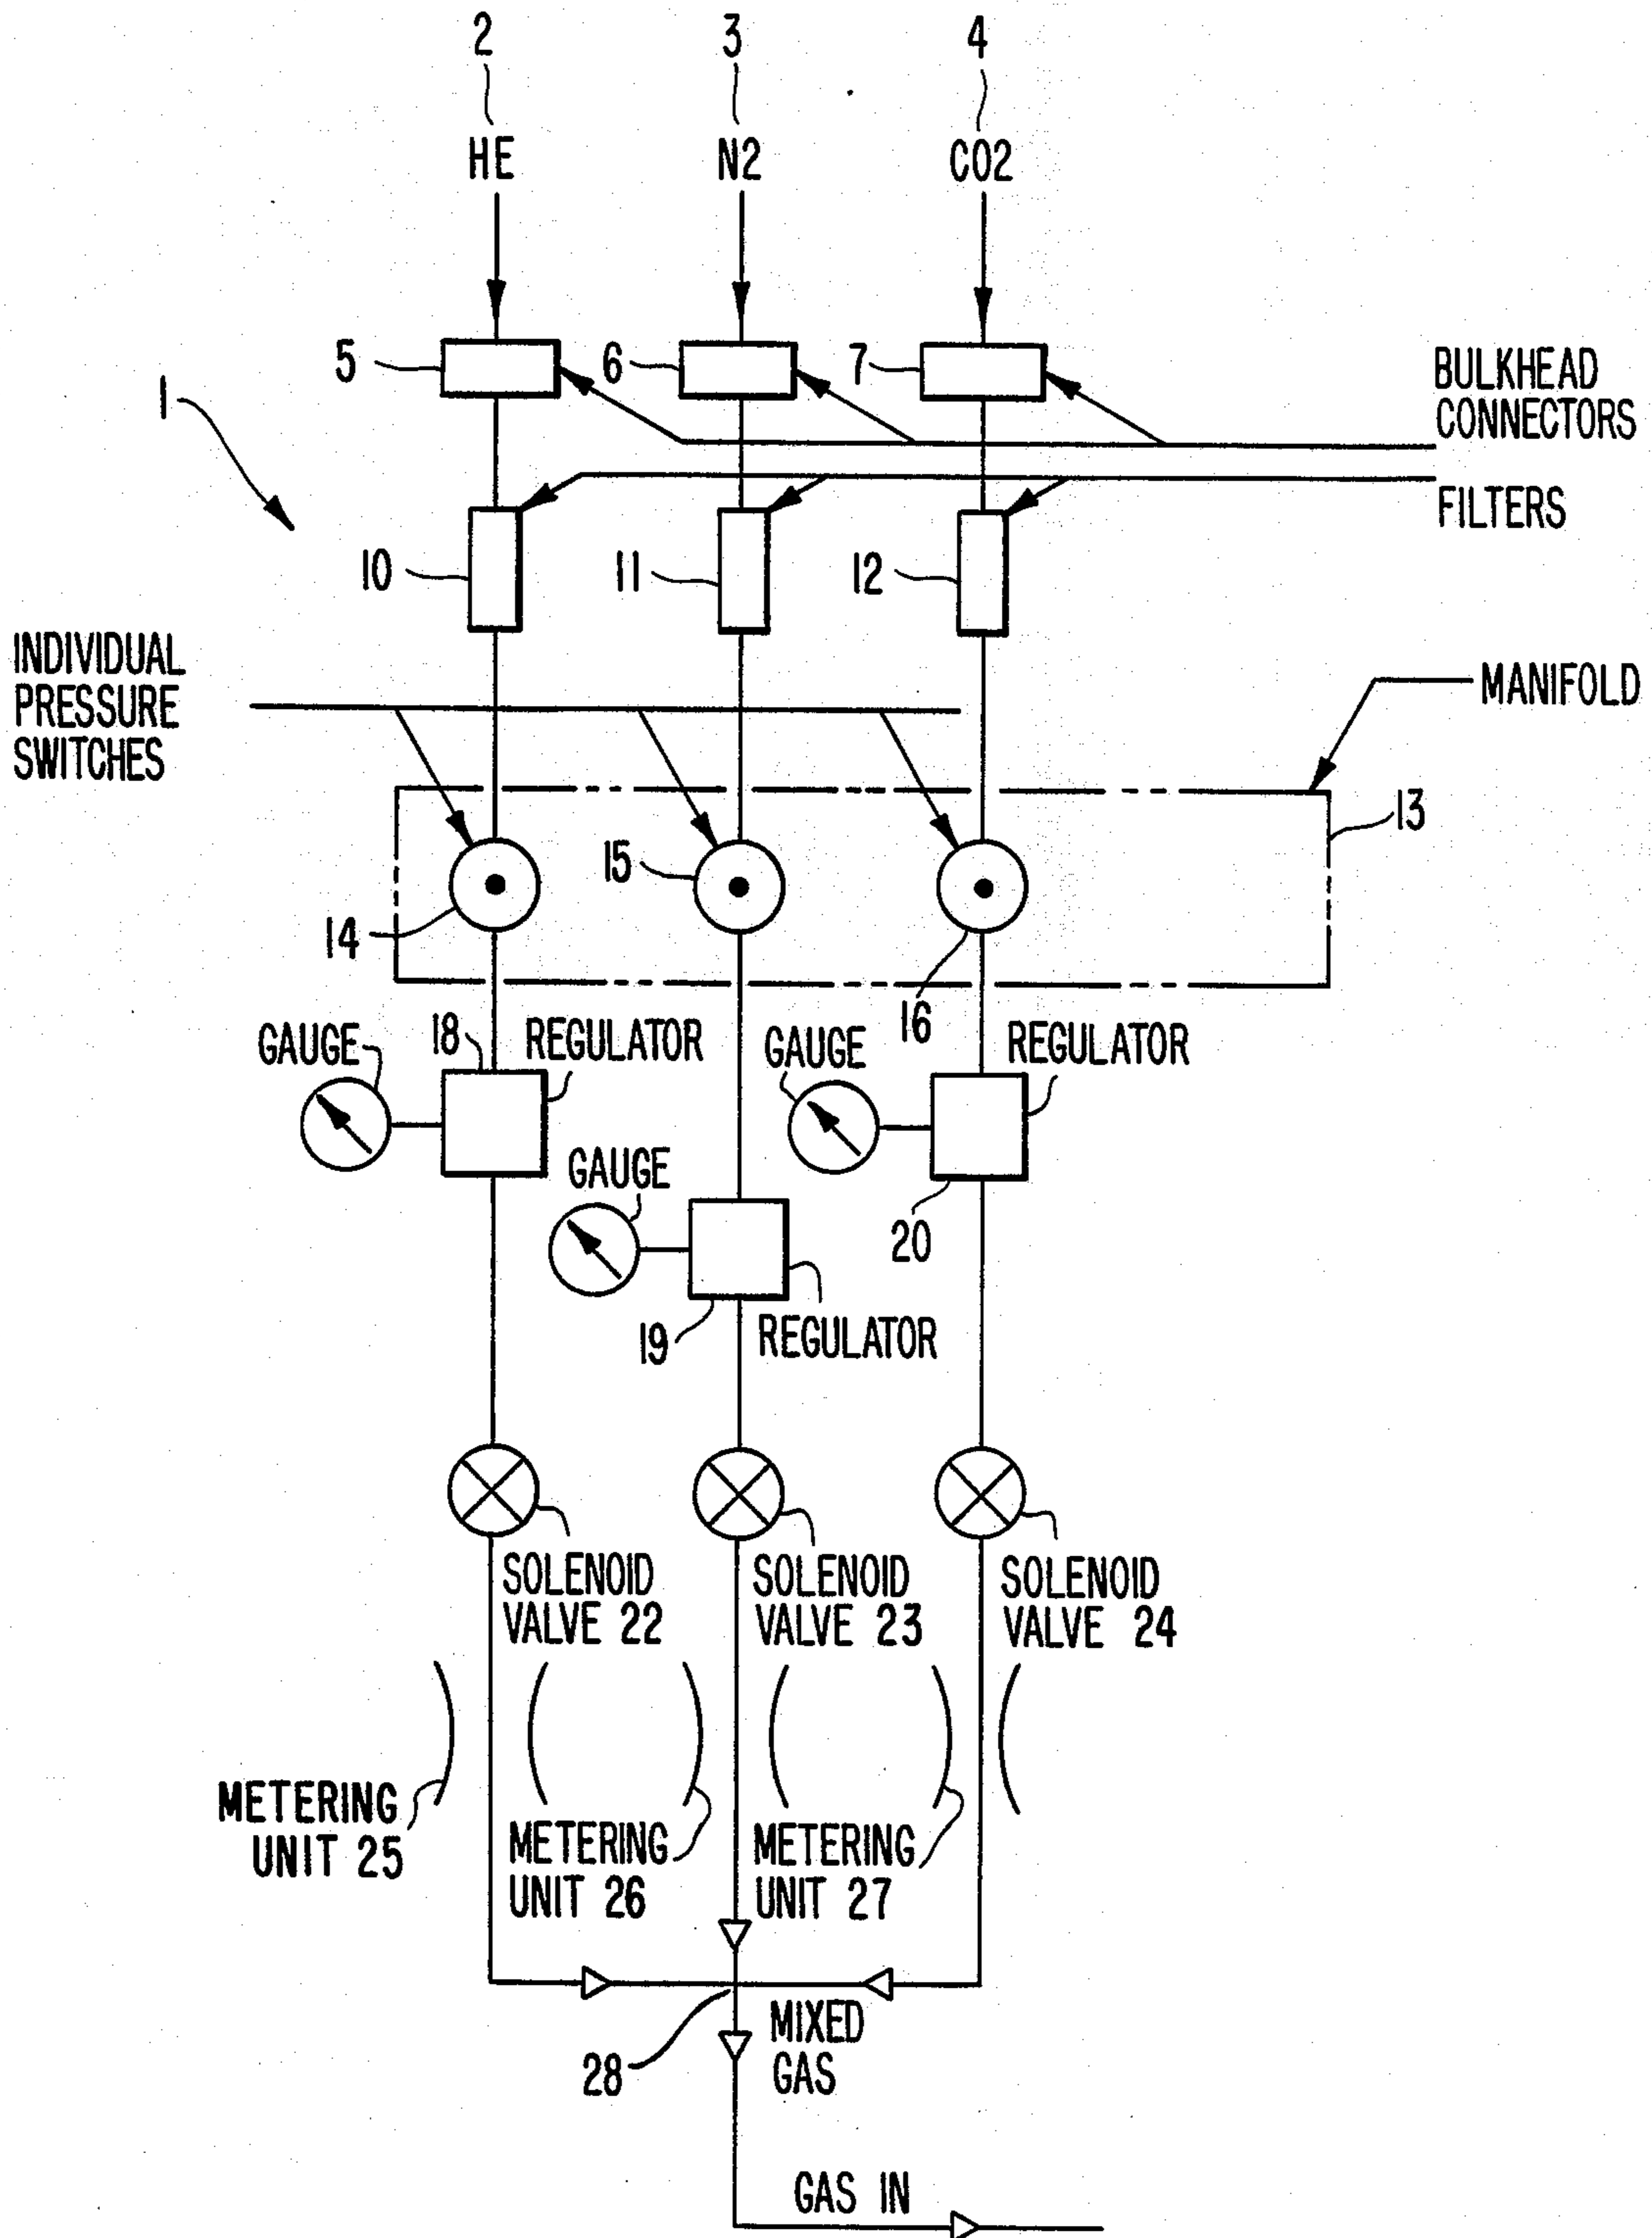 2
3
4
HE
N2
CO2
5
6
7
BULKHEAD
CONNECTORS
1
FILTERS
10
11
12
INDIVIDUAL
PRESSURE
SWITCHES
MANIFOLD
13
15
14
16
GAUGE
18
REGULATOR
GAUGE
REGULATOR
GAUGE
20
19
REGULATOR
SOLENOID
VALVE 22
SOLENOID
VALVE 23
SOLENOID
VALVE 24
METERING
UNIT 25
METERING
UNIT 26
METERING
UNIT 27
MIXED
GAS
28
GAS IN